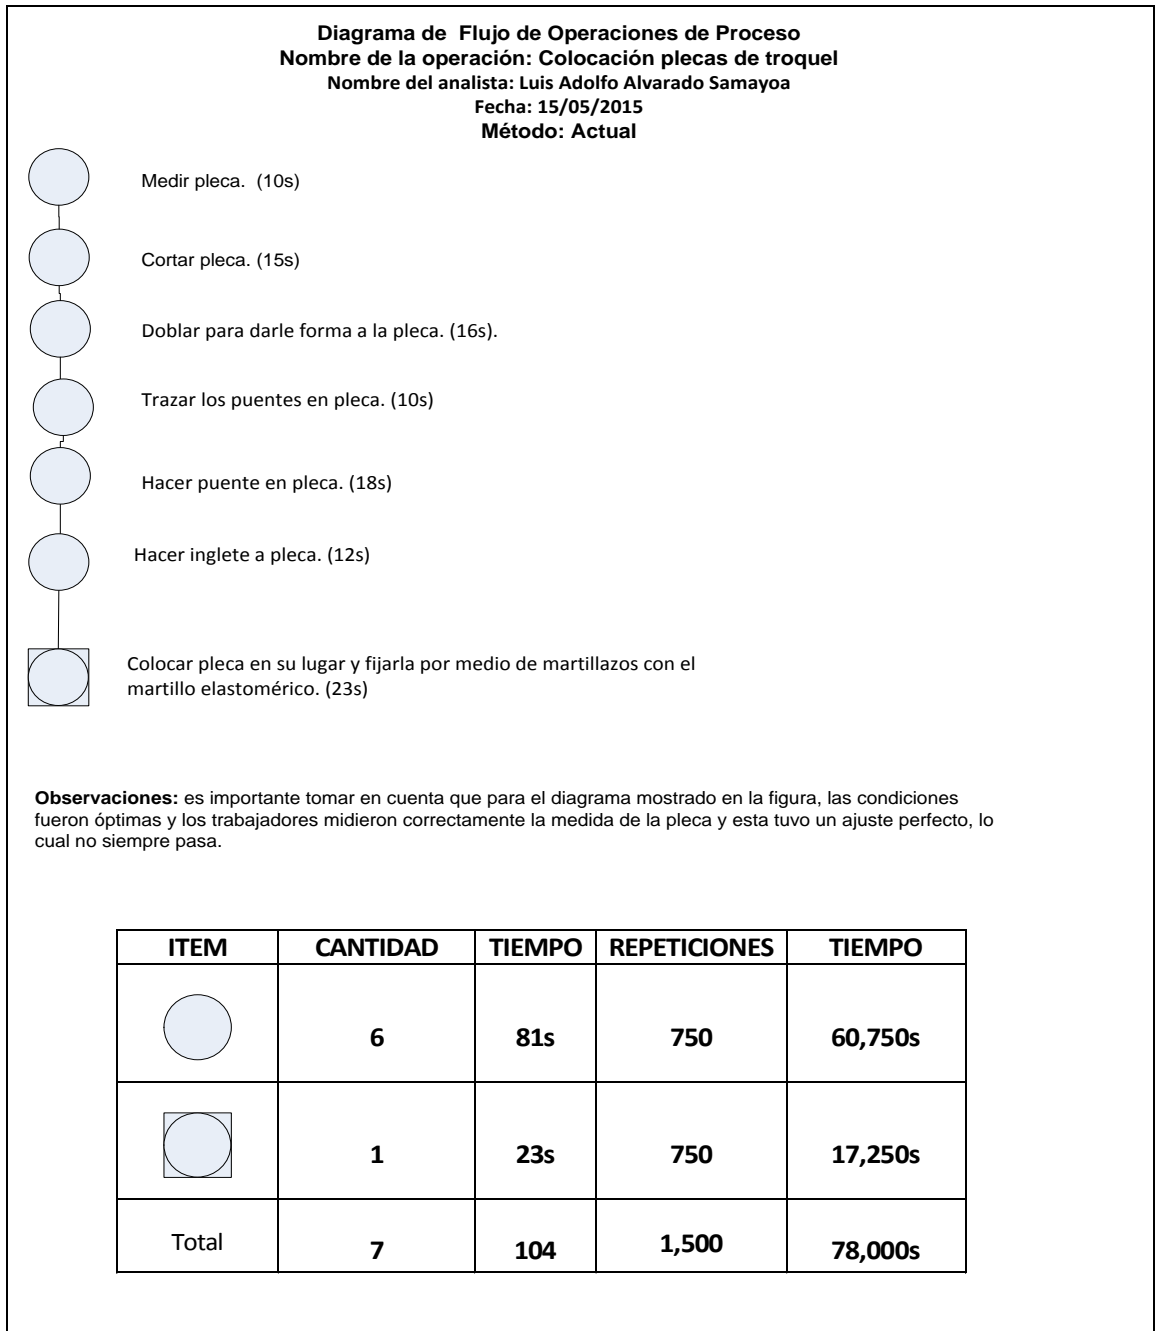 Diagrama de  Flujo de Operaciones de Proceso
Nombre de la operación: Colocación plecas de troquel
Nombre del analista: Luis Adolfo Alvarado Samayoa
Fecha: 15/05/2015
Método: Actual
Medir pleca.  (10s)
Cortar pleca. (15s)
Doblar para darle forma a la pleca. (16s).
Trazar los puentes en pleca. (10s)
Hacer puente en pleca. (18s)
Hacer inglete a pleca. (12s)
Colocar pleca en su lugar y fijarla por medio de martillazos con el
martillo elastomérico. (23s)
Observaciones: es importante tomar en cuenta que para el diagrama mostrado en la figura, las condiciones
fueron óptimas y los trabajadores midieron correctamente la medida de la pleca y esta tuvo un ajuste perfecto, lo
cual no siempre pasa.
ITEM CANTIDAD TIEMPO REPETICIONES TIEMPO
6 81s 750 60,750s
1 23s 750 17,250s
Total 7 104 1,500 78,000s